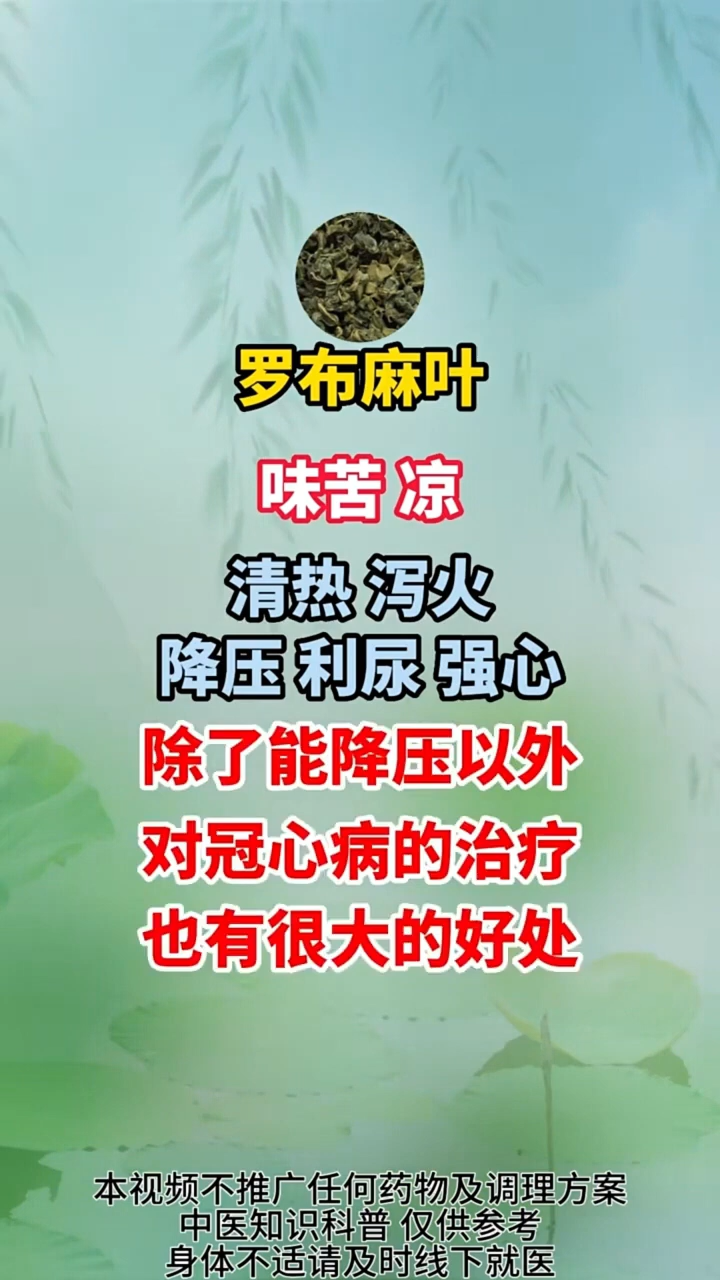 罗布麻叶
味苦 凉
清热 泻火
降压 利尿 强心
除了能降压以外
对冠心病的治疗
也有很大的好处
本视频不推广任何药物及调理方案
中医知识科普 仅供参考
身体不适请及时线下就医